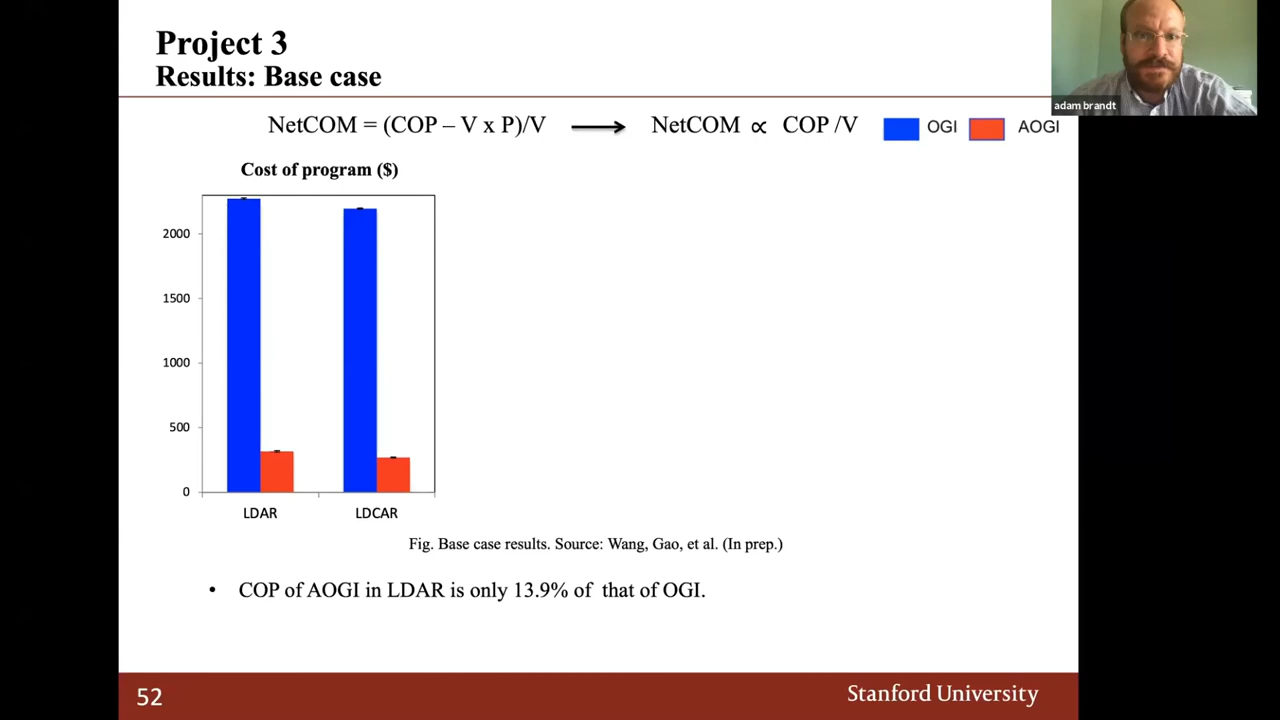 Project 3
Results: Base case
adam brandt
NetCOM = (COP – V x P)/V ⟶ NetCOM ∝ COP /V
OGI AOGI
Cost of program ($)
2000
1500
1000
500
0
LDAR LDCAR
Fig. Base case results. Source: Wang, Gao, et al. (In prep.)
• COP of AOGI in LDAR is only 13.9% of that of OGI.
52
Stanford University